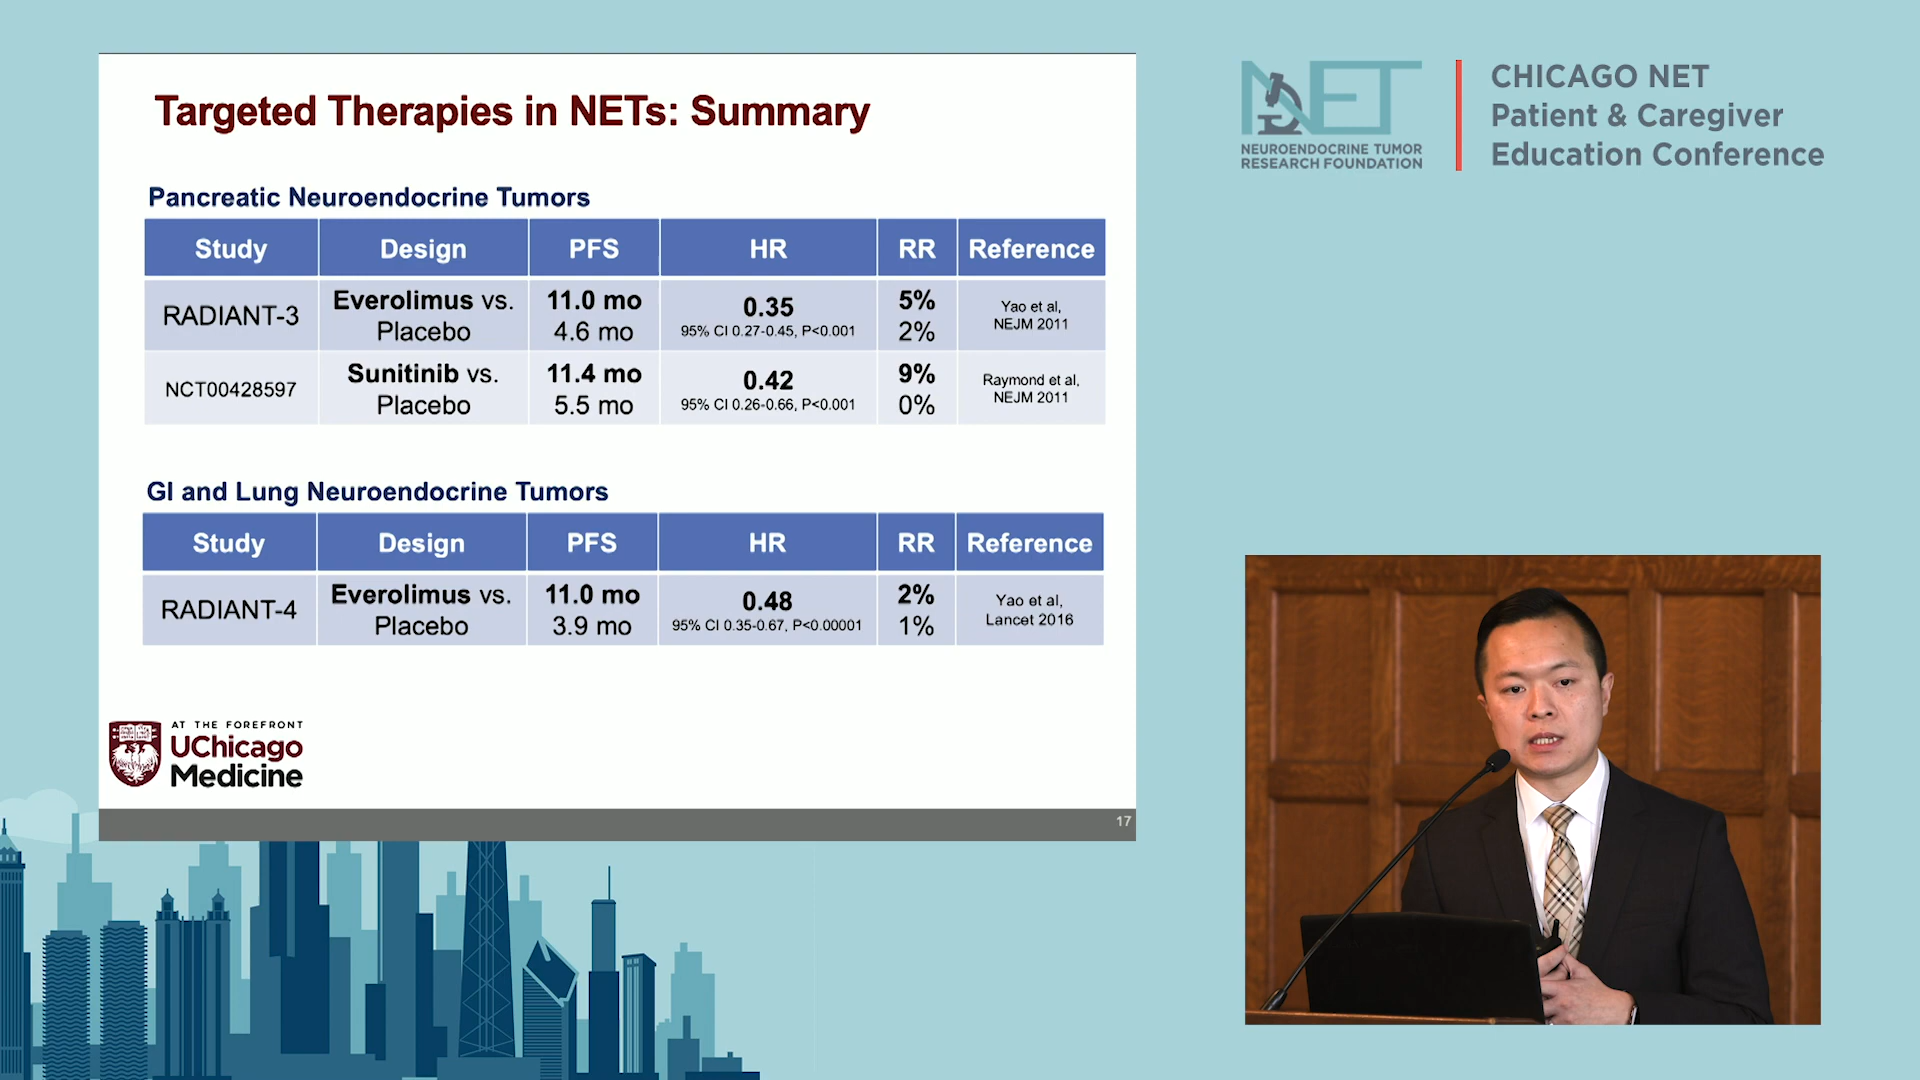 Targeted Therapies in NETs: Summary
Pancreatic Neuroendocrine Tumors
Study Design PFS HR RR Reference
RADIANT-3 Everolimus vs. Placebo 11.0 mo 4.6 mo 0.35 95% CI 0.27-0.45, P<0.001 5% 2% Yao et al, NEJM 2011
NCT00428597 Sunitinib vs. Placebo 11.4 mo 5.5 mo 0.42 95% CI 0.26-0.66, P<0.001 9% 0% Raymond et al, NEJM 2011
GI and Lung Neuroendocrine Tumors
Study Design PFS HR RR Reference
RADIANT-4 Everolimus vs. Placebo 11.0 mo 3.9 mo 0.48 95% CI 0.35-0.67, P<0.00001 2% 1% Yao et al, Lancet 2016
AT THE FOREFRONT
UChicago
Medicine
17
NET
NEUROENDOCRINE TUMOR
RESEARCH FOUNDATION
CHICAGO NET
Patient & Caregiver
Education Conference